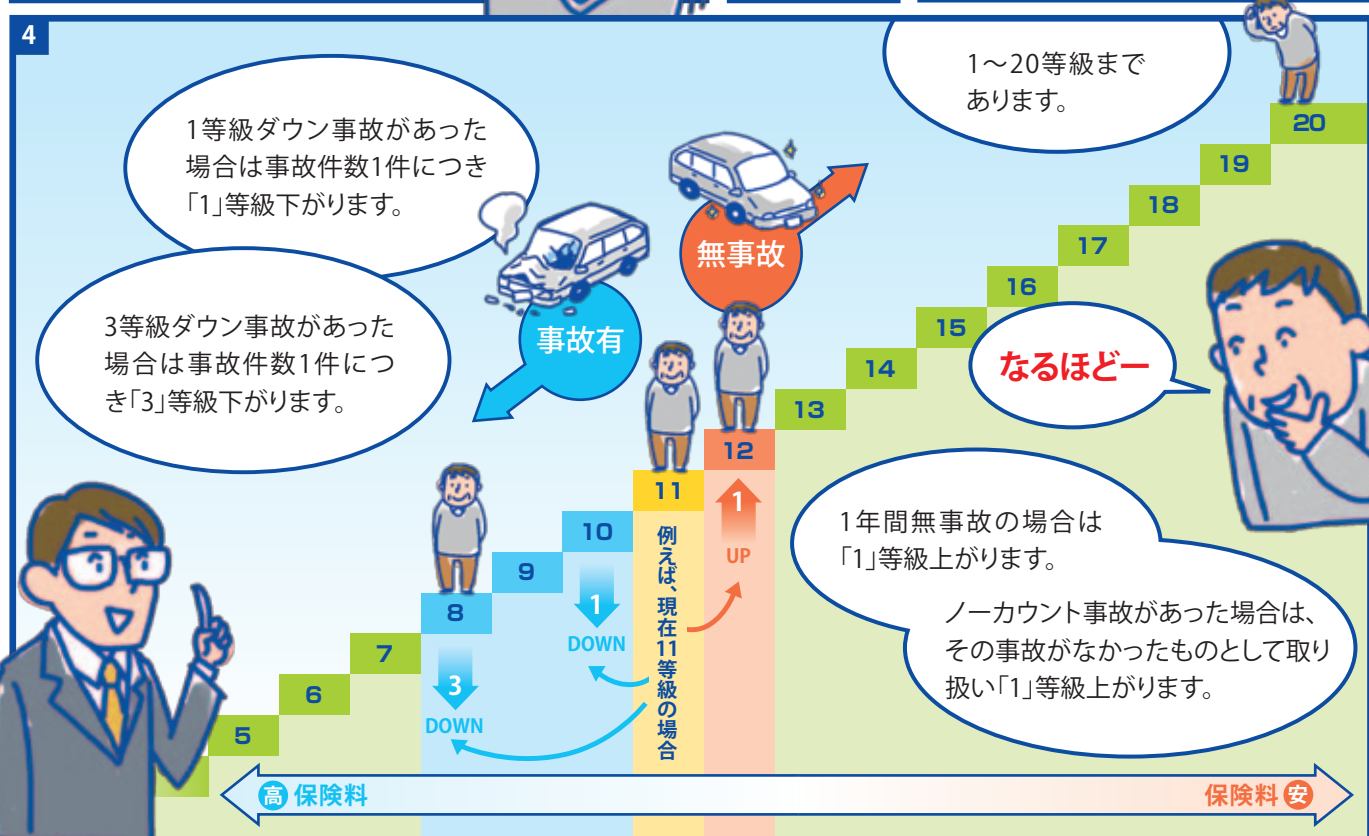 4
1～20等級まで
あります。
1等級ダウン事故があった
場合は事故件数1件につき
「1」等級下がります。
3等級ダウン事故があった
場合は事故件数1件につ
き「3」等級下がります。
無事故
事故有
なるほどー
1年間無事故の場合は
「1」等級上がります。
ノーカウント事故があった場合は、
その事故がなかったものとして取り
扱い「1」等級上がります。
20
19
18
17
16
15
14
13
12
11
10
9
8
7
6
5
1
UP
1
DOWN
3
DOWN
例えば、現在11等級の場合
高 保険料
保険料 安